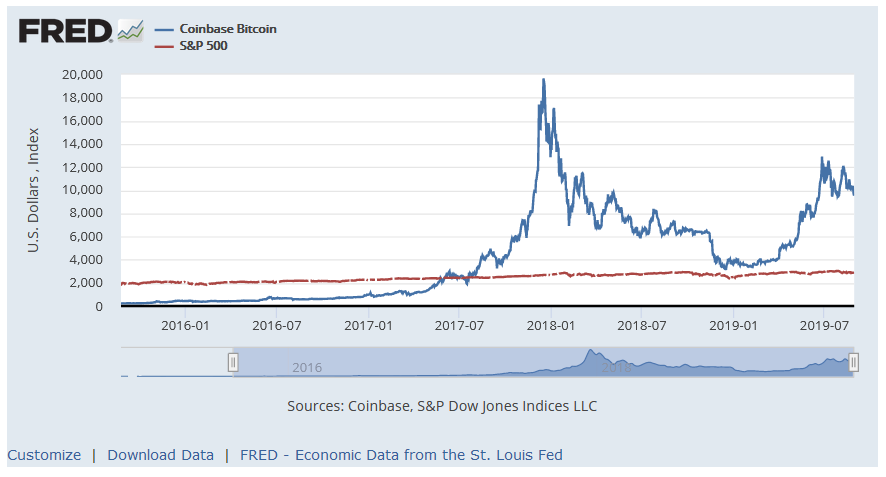 FRED
Coinbase Bitcoin
S&P 500
U.S. Dollars , Index
20,000
18,000
16,000
14,000
12,000
10,000
8,000
6,000
4,000
2,000
0
2016-01 2016-07 2017-01 2017-07 2018-01 2018-07 2019-01 2019-07
2016 2018
Sources: Coinbase, S&P Dow Jones Indices LLC
Customize | Download Data | FRED - Economic Data from the St. Louis Fed